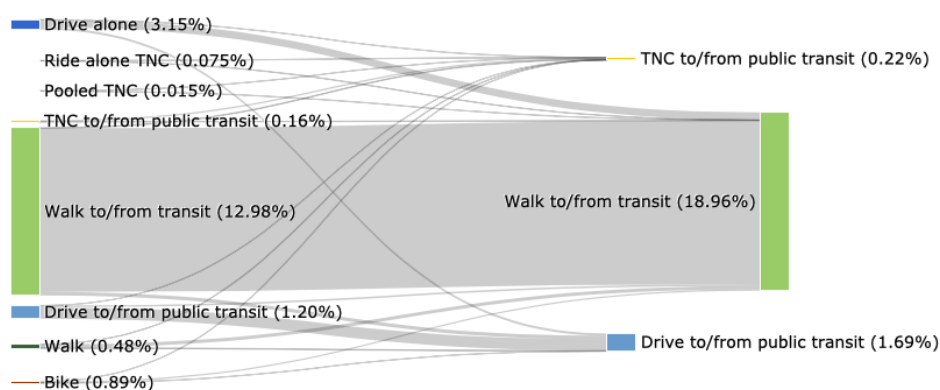 Drive alone (3.15%)
Ride alone TNC (0.075%)
TNC to/from public transit (0.22%)
Pooled TNC (0.015%)
TNC to/from public transit (0.16%)
Walk to/from transit (12.98%)
Walk to/from transit (18.96%)
Drive to/from public transit (1.20%)
Walk (0.48%)
Drive to/from public transit (1.69%)
Bike (0.89%)